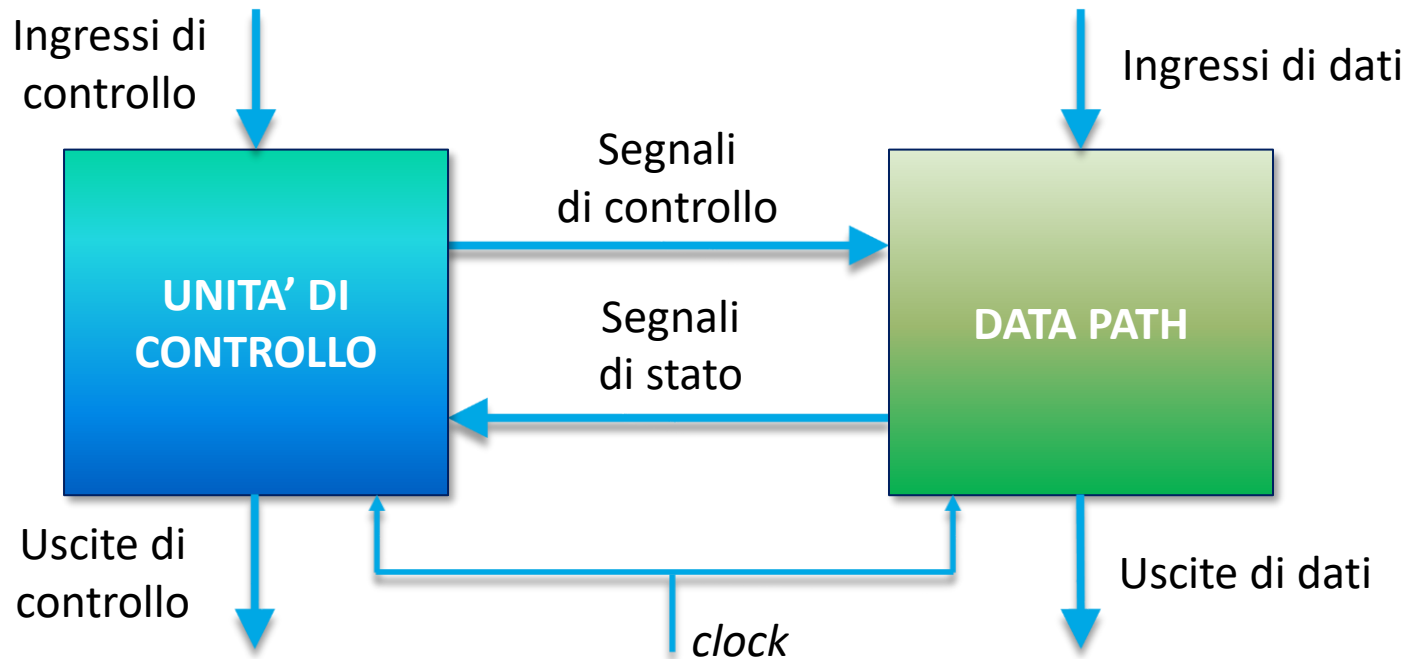 Ingressi di
controllo
Ingressi di dati
Segnali
di controllo
UNITA’ DI
CONTROLLO
Segnali
di stato
DATA PATH
Uscite di
controllo
Uscite di dati
clock